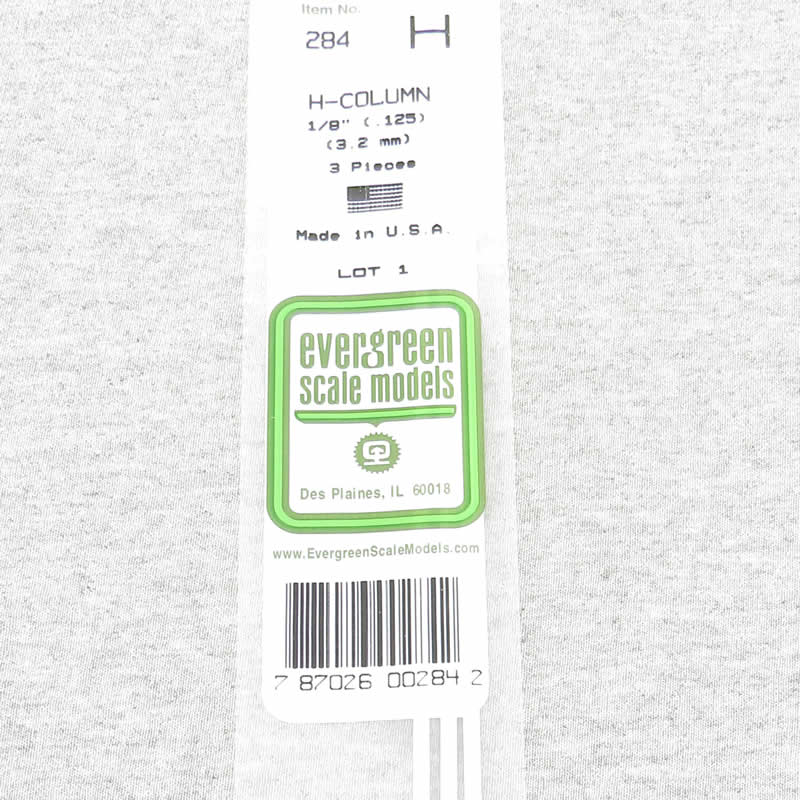 Item No.
284 H
H-COLUMN
1/8" (.125)
(3.2 mm)
3 Pieces
Made in U.S.A.
LOT 1
evergreen
scale models
Des Plaines, IL 60018
www.EvergreenScaleModels.com
7 87026 00284 2